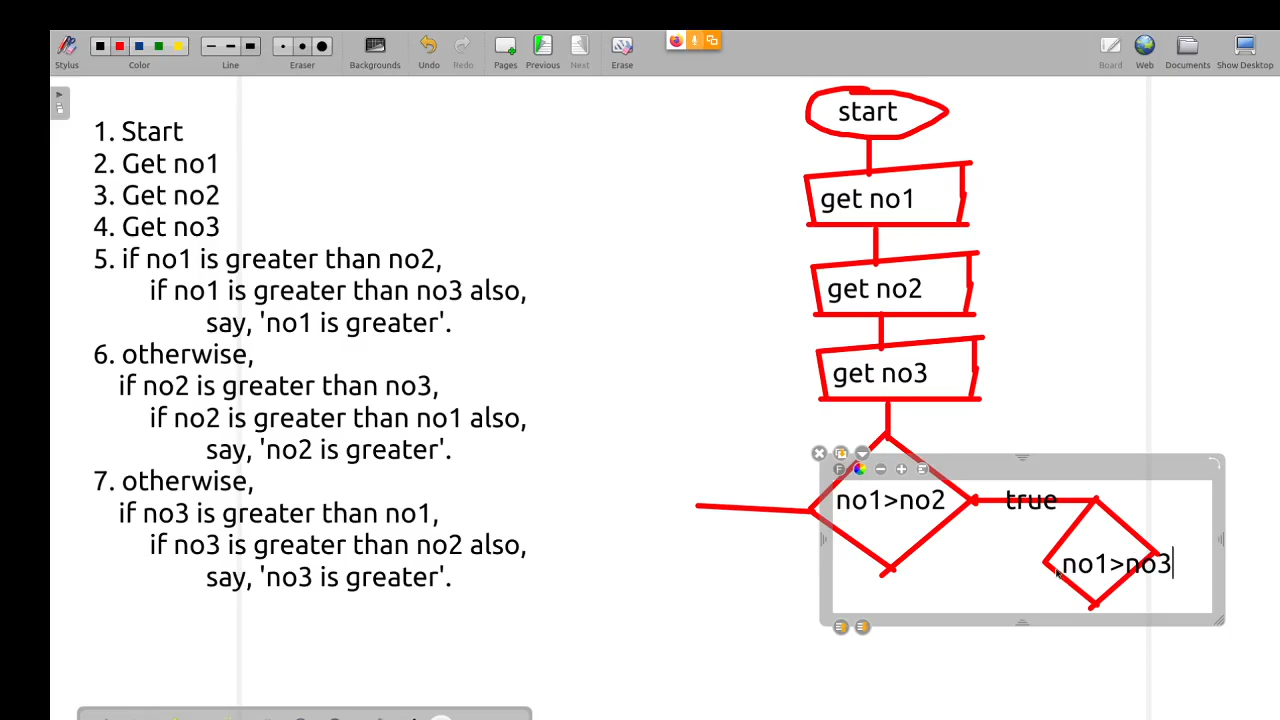 Stylus
Color
Line
Eraser
Backgrounds
Undo
Redo
Pages
Previous
Next
Erase
Board
Web
Documents
Show Desktop
1. Start
2. Get no1
3. Get no2
4. Get no3
5. if no1 is greater than no2,
if no1 is greater than no3 also,
say, 'no1 is greater'.
6. otherwise,
if no2 is greater than no3,
if no2 is greater than no1 also,
say, 'no2 is greater'.
7. otherwise,
if no3 is greater than no1,
if no3 is greater than no2 also,
say, 'no3 is greater'.
start
get no1
get no2
get no3
F
no1>no2 true
no1>no3